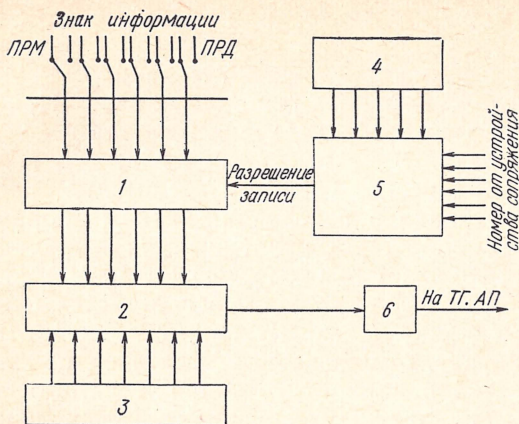 Знак информации
ПРМ
ПРД
4
1
Разрешение
записи
5
Номер от устрой-
ства сопряжения
2
6
На ТГ. АП
3